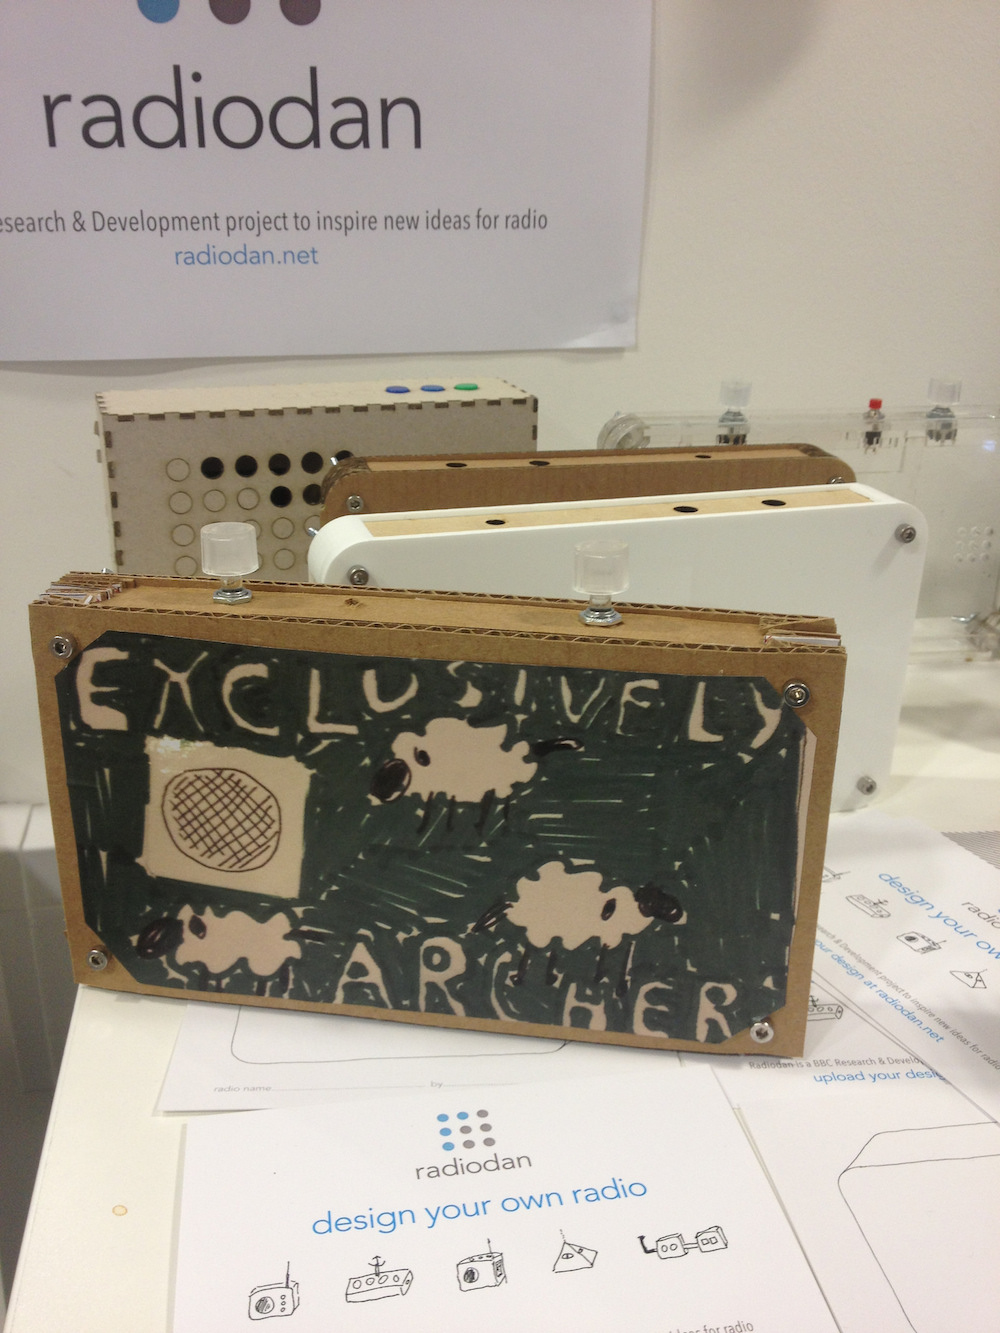 radiodan
esearch & Development project to inspire new ideas for radio
radiodan.net
EXCLUSIVELY
ARCHER
design your own
radio
esearch & Development project to inspire new ideas for radio
your design at radiodan.net
Radiodan is a BBC Research & Develo
upload your desi
radio name by
radiodan
design your own radio
ideas for radio